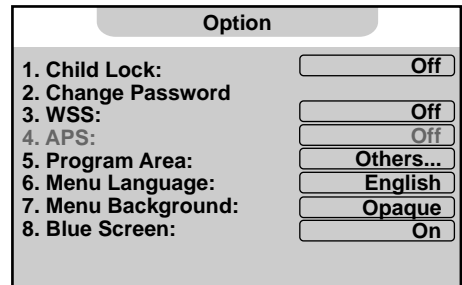 Option
1. Child Lock: Off
2. Change Password
3. WSS: Off
4. APS: Off
5. Program Area: Others...
6. Menu Language: English
7. Menu Background: Opaque
8. Blue Screen: On